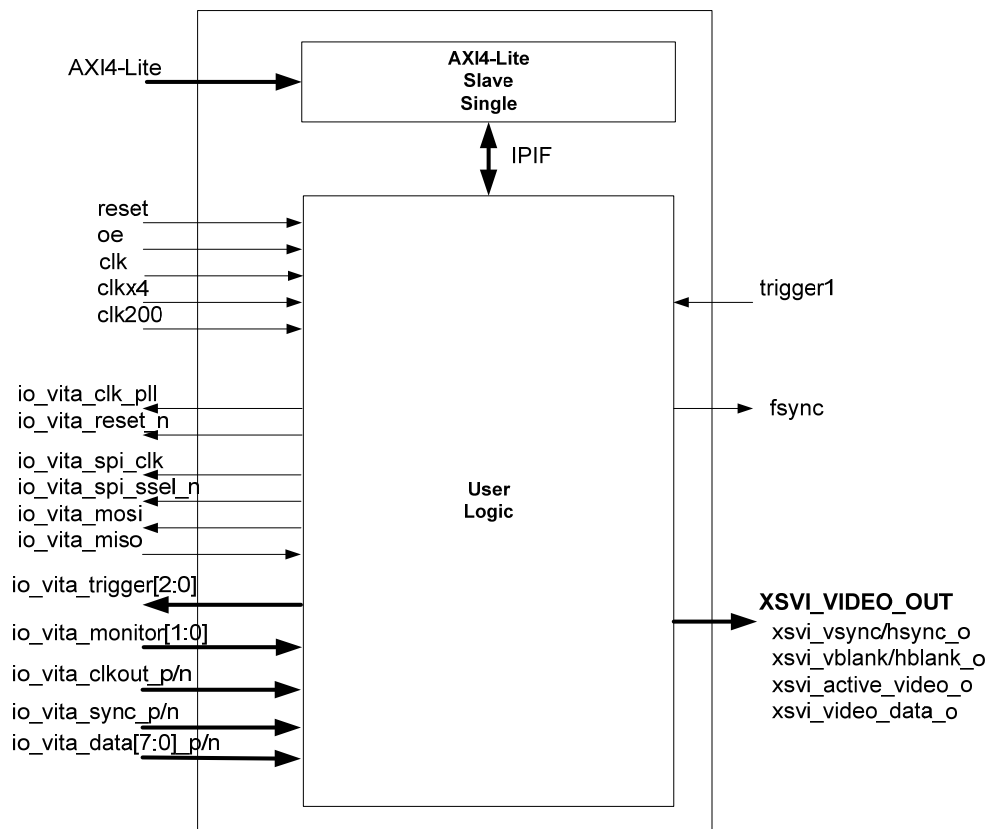 AXI4-Lite
AXI4-Lite
Slave
Single
IPIF
reset
oe
clk
clkx4
clk200
trigger1
io_vita_clk_pll
io_vita_reset_n
fsync
io_vita_spi_clk
io_vita_spi_ssel_n
io_vita_mosi
io_vita_miso
User
Logic
io_vita_trigger[2:0]
io_vita_monitor[1:0]
io_vita_clkout_p/n
io_vita_sync_p/n
io_vita_data[7:0]_p/n
XSVI_VIDEO_OUT
xsvi_vsync/hsync_o
xsvi_vblank/hblank_o
xsvi_active_video_o
xsvi_video_data_o